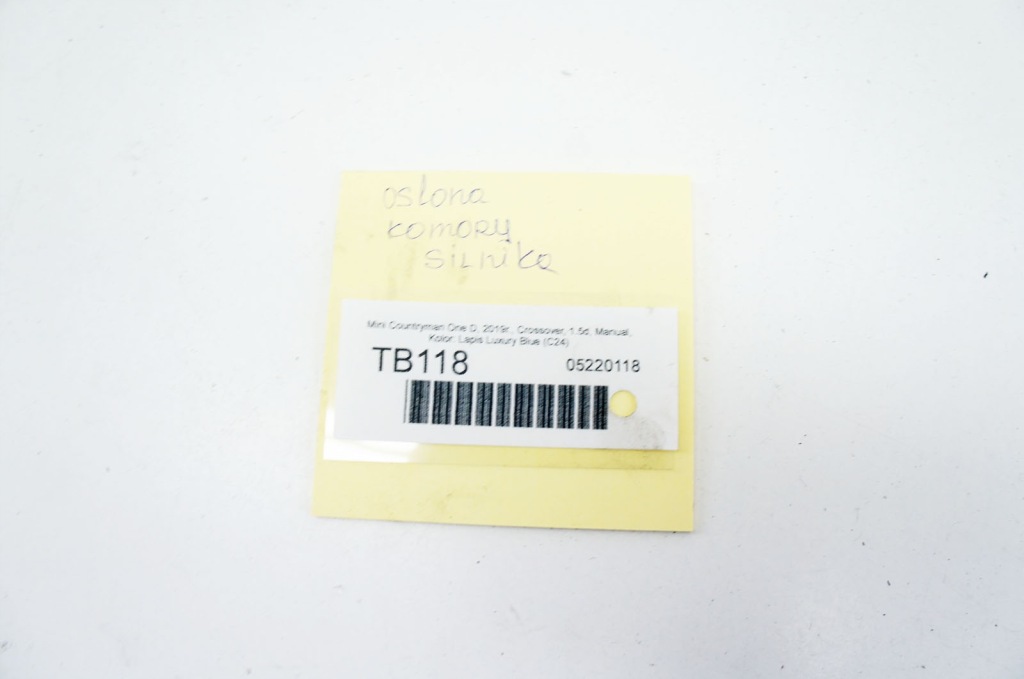 oslona
komory
silnika
Mini Countryman One D, 2019r., Crossover, 1.5d, Manual,
Kolor: Lapis Luxury Blue (C24)
TB118 05220118